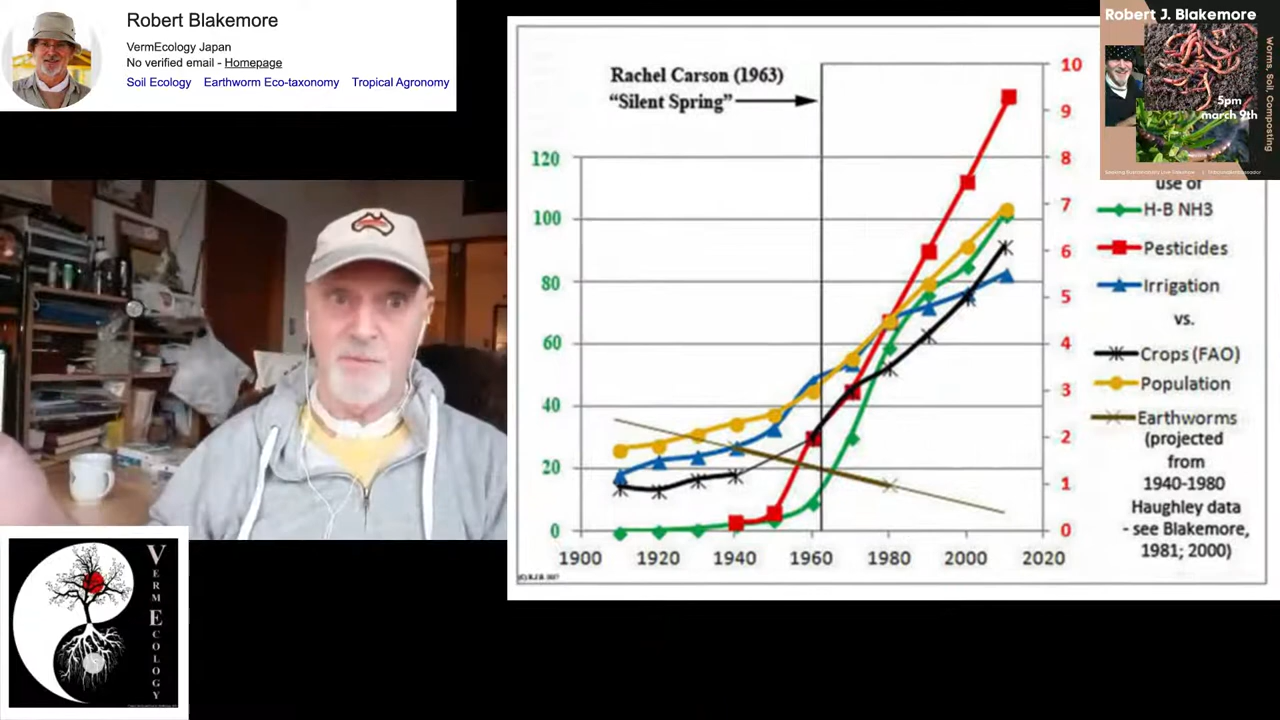 Robert Blakemore
VermEcology Japan
No verified email - Homepage
Soil Ecology Earthworm Eco-taxonomy Tropical Agronomy
Rachel Carson (1963)
"Silent Spring"
120
100
80
60
40
20
0
1900 1920 1940 1960 1980 2000 2020
10
9
8
7
6
5
4
3
2
1
0
use of
H-B NH3
Pesticides
Irrigation
vs.
Crops (FAO)
Population
Earthworms
(projected
from
1940-1980
Haughley data
- see Blakemore,
1981; 2000)
Robert J. Blakemore
5pm
march 9th
Worms, Soil, Composting
VERMECOLOGY